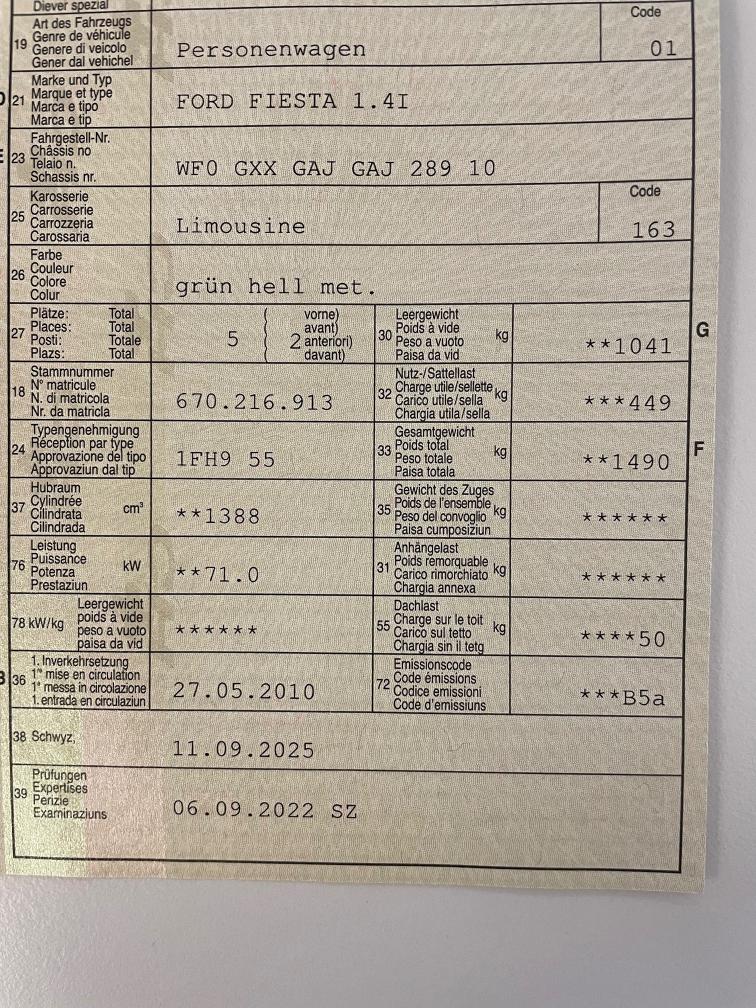 Diever spezial
19 Art des Fahrzeugs
Genre de véhicule
Genere di veicolo
Gener dal vehichel
Personenwagen
Code
01
21 Marke und Typ
Marque et type
Marca e tipo
Marca e tip
FORD FIESTA 1.4I
23 Fahrgestell-Nr.
Châssis no
Telaio n.
Schassis nr.
WF0 GXX GAJ GAJ 289 10
25 Karosserie
Carrosserie
Carrozzeria
Carossaria
Limousine
Code
163
26 Farbe
Couleur
Colore
Colur
grün hell met.
27 Plätze: Total
Places: Total
Posti: Totale
Plazs: Total
5 ( vorne)
( avant)
2 anteriori)
( davant)
30 Leergewicht
Poids à vide
Peso a vuoto
Paisa da vid
kg
**1041
G
18 Stammnummer
N° matricule
N. di matricola
Nr. da matricla
670.216.913
32 Nutz-/Sattellast
Charge utile/sellette
Carico utile/sella
Chargia utila/sella
kg
***449
24 Typengenehmigung
Réception par type
Approvazione del tipo
Approvaziun dal tip
1FH9 55
33 Gesamtgewicht
Poids total
Peso totale
Paisa totala
kg
**1490
F
37 Hubraum
Cylindrée
Cilindrata
Cilindrada
cm³
**1388
35 Gewicht des Zuges
Poids de l'ensemble
Peso del convoglio
Paisa cumposiziun
kg
******
76 Leistung
Puissance
Potenza
Prestaziun
kW
**71.0
31 Anhängelast
Poids remorquable
Carico rimorchiato
Chargia annexa
kg
******
78 kW/kg Leergewicht
poids à vide
peso a vuoto
paisa da vid
******
55 Dachlast
Charge sur le toit
Carico sul tetto
Chargia sin il tetg
kg
****50
36 1. Inverkehrsetzung
1re mise en circulation
1a messa in circolazione
1. entrada en circulaziun
27.05.2010
72 Emissionscode
Code émissions
Codice emissioni
Code d'emissiuns
***B5a
38 Schwyz,
11.09.2025
39 Prüfungen
Expertises
Perizie
Examinaziuns
06.09.2022 SZ